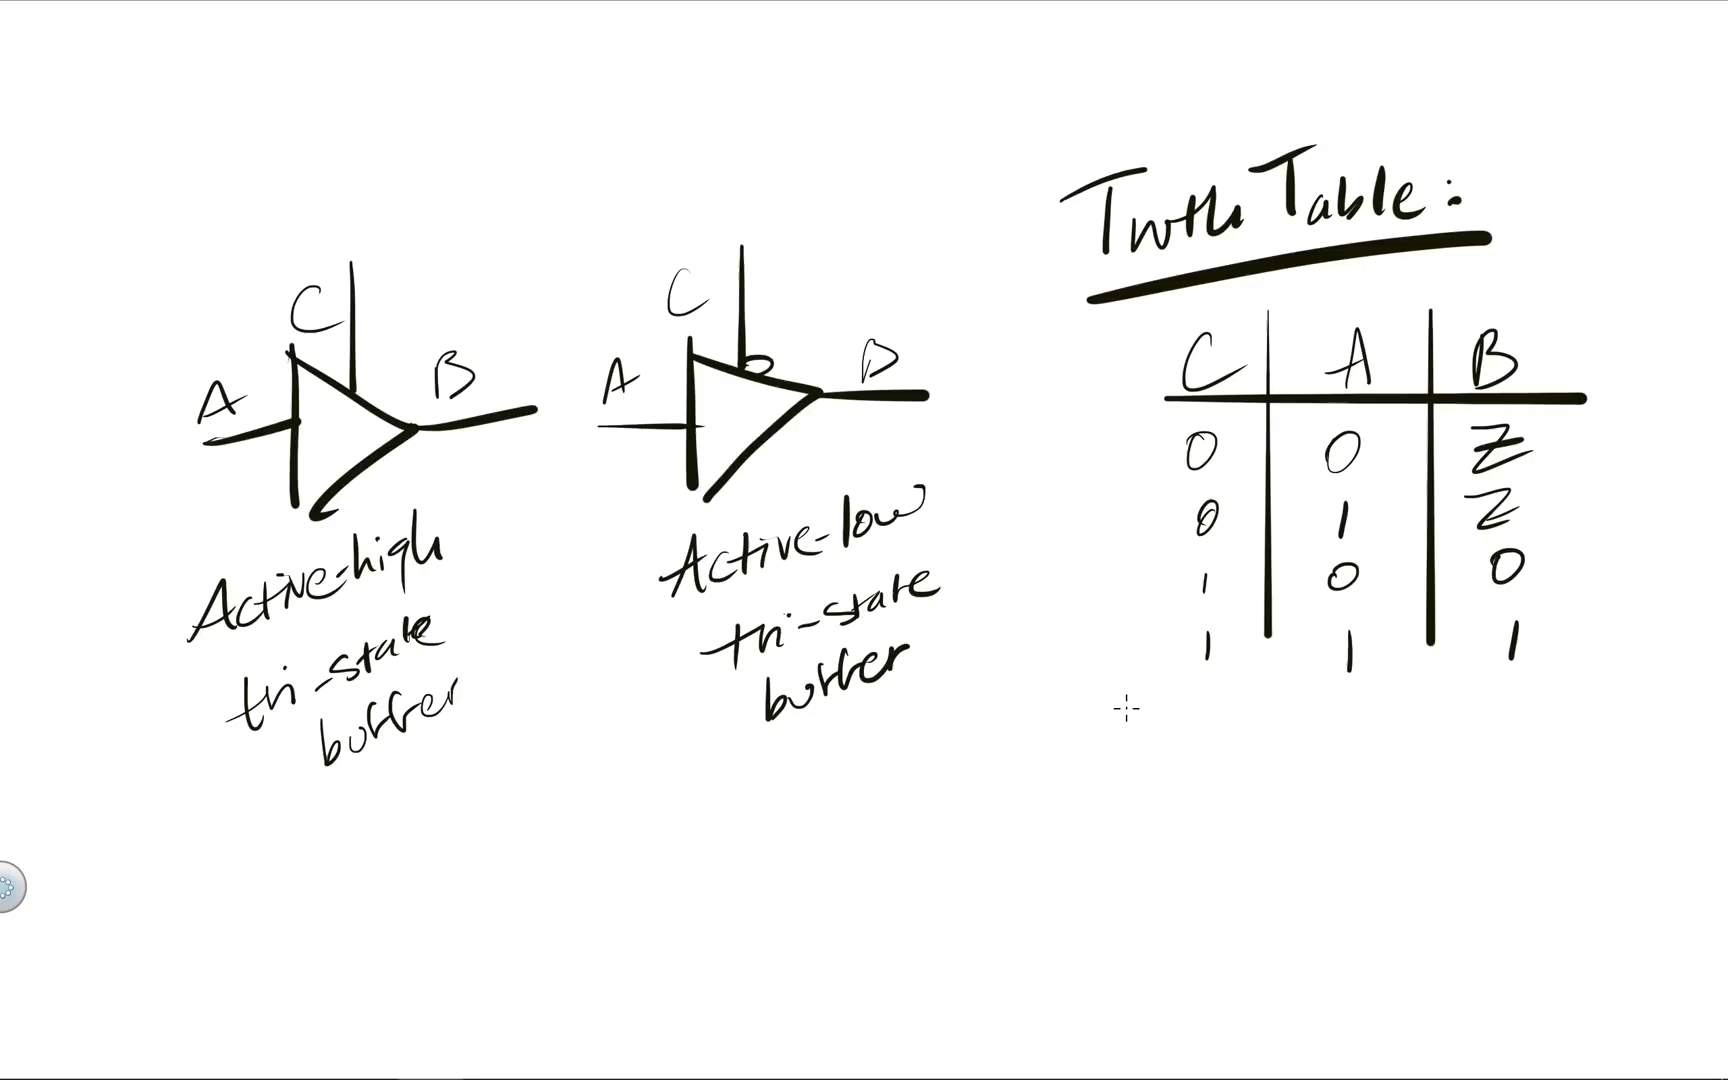 C
A
B
Active-high
tri-state
buffer
C
A
B
Active-low
tri-state
buffer
Truth Table:
C A B
0 0 Z
0 1 Z
1 0 0
1 1 1